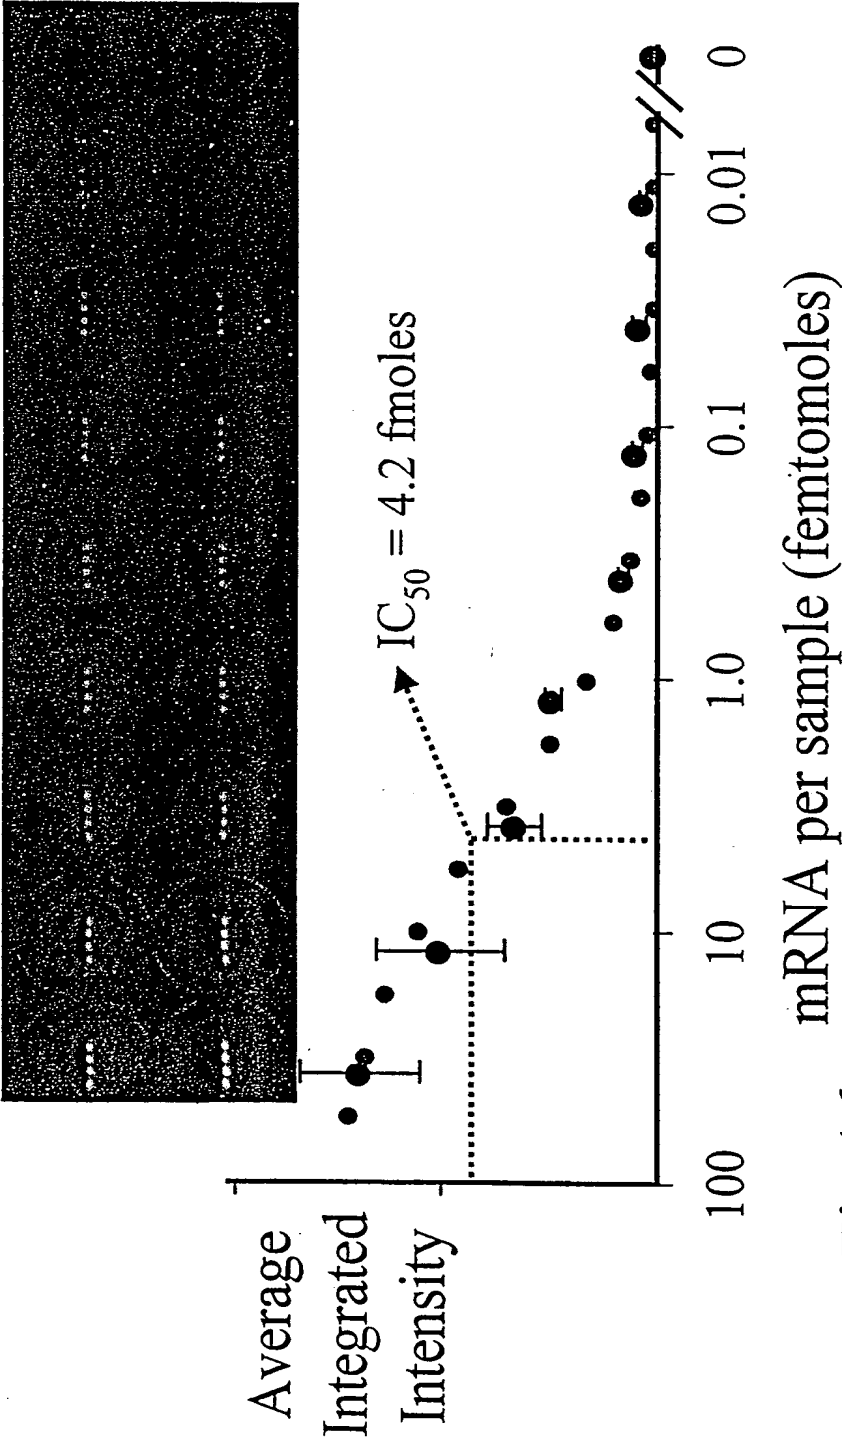 Average
Integrated
Intensity
IC50 = 4.2 fmoles
100
10
1.0
0.1
0.01
0
mRNA per sample (femtomoles)